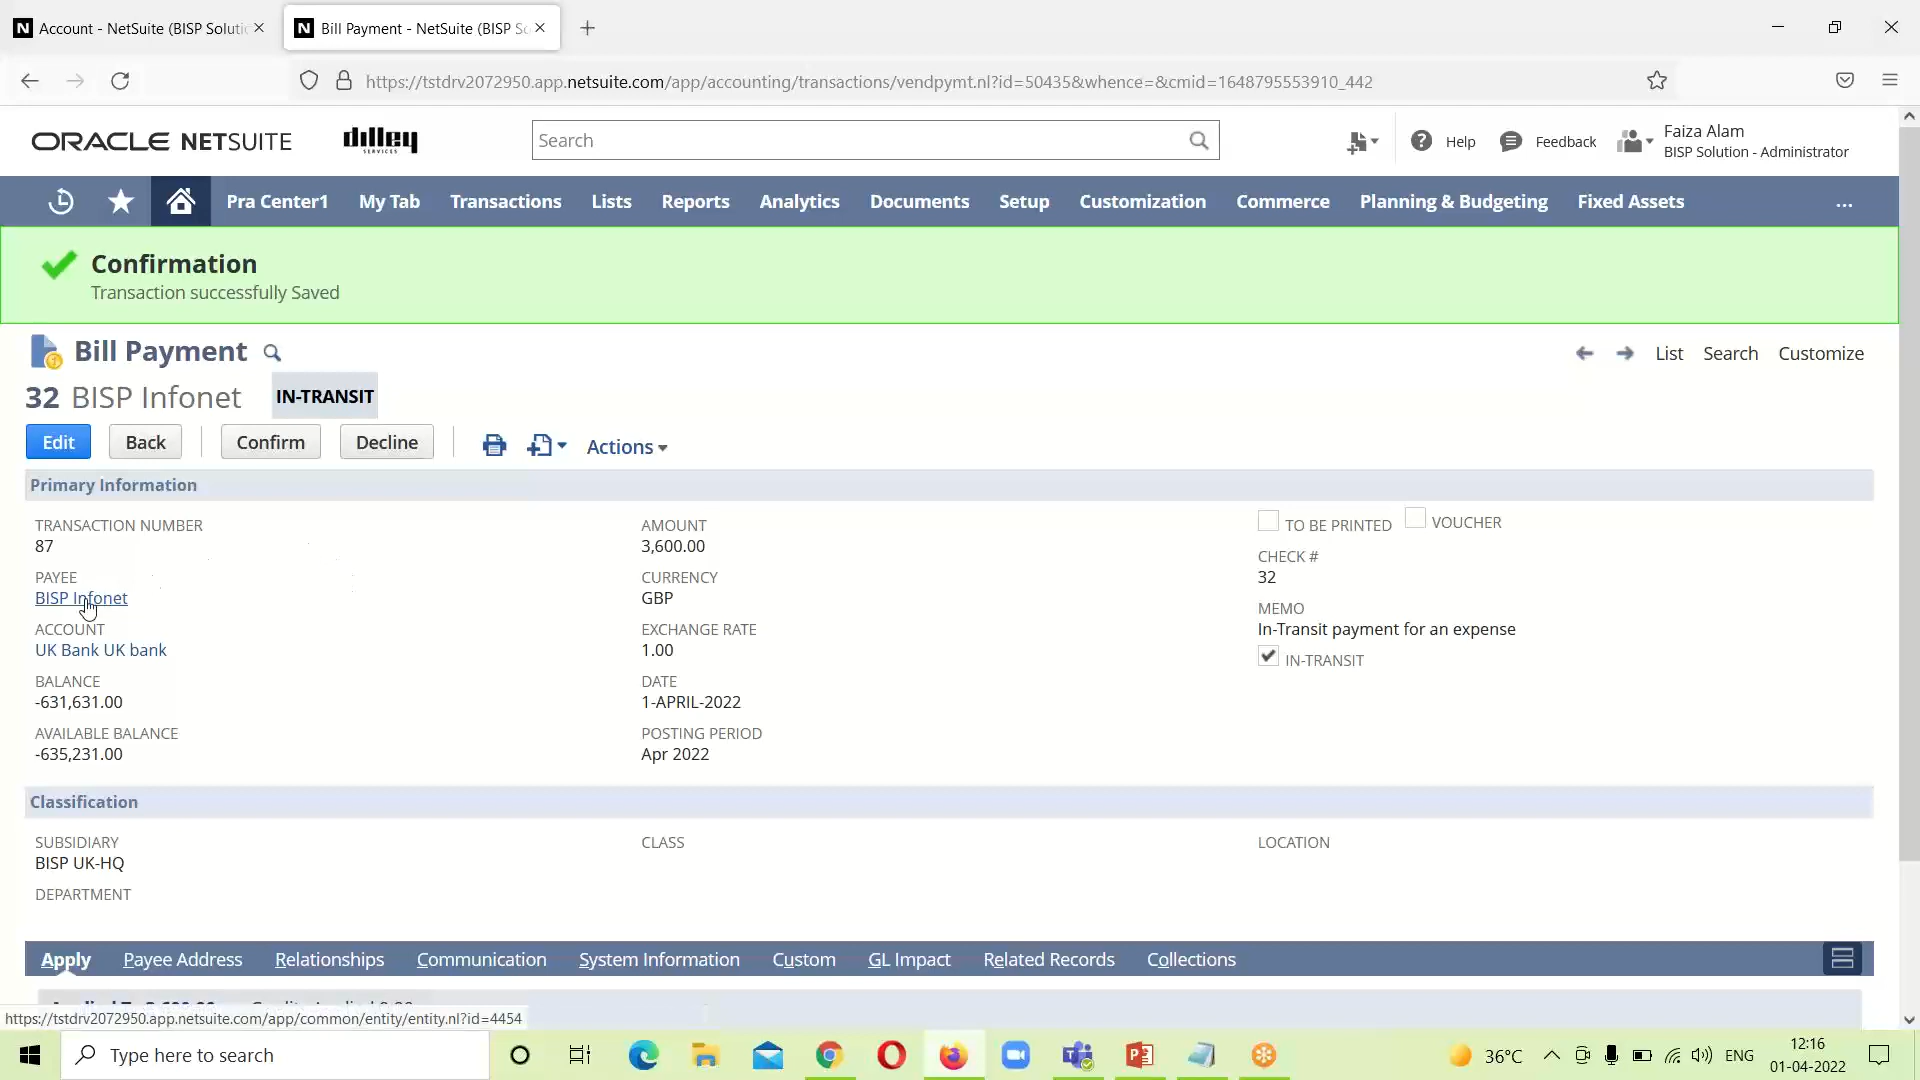 Account - NetSuite (BISP Soluti
Bill Payment - NetSuite (BISP So
https://tstdrv2072950.app.netsuite.com/app/accounting/transactions/vendpymt.nl?id=50435&whence=&cmid=1648795553910_442
ORACLE NETSUITE
dilley
SERVICES
Search
Help
Feedback
Faiza Alam
BISP Solution - Administrator
Pra Center1
My Tab
Transactions
Lists
Reports
Analytics
Documents
Setup
Customization
Commerce
Planning & Budgeting
Fixed Assets
...
Confirmation
Transaction successfully Saved
Bill Payment
List
Search
Customize
32 BISP Infonet
IN-TRANSIT
Edit
Back
Confirm
Decline
Actions
Primary Information
TRANSACTION NUMBER
87
PAYEE
BISP Infonet
ACCOUNT
UK Bank UK bank
BALANCE
-631,631.00
AVAILABLE BALANCE
-635,231.00
AMOUNT
3,600.00
CURRENCY
GBP
EXCHANGE RATE
1.00
DATE
1-APRIL-2022
POSTING PERIOD
Apr 2022
TO BE PRINTED
VOUCHER
CHECK #
32
MEMO
In-Transit payment for an expense
IN-TRANSIT
Classification
SUBSIDIARY
BISP UK-HQ
DEPARTMENT
CLASS
LOCATION
Apply
Payee Address
Relationships
Communication
System Information
Custom
GL Impact
Related Records
Collections
https://tstdrv2072950.app.netsuite.com/app/common/entity/entity.nl?id=4454
Type here to search
36°C
ENG
12:16
01-04-2022